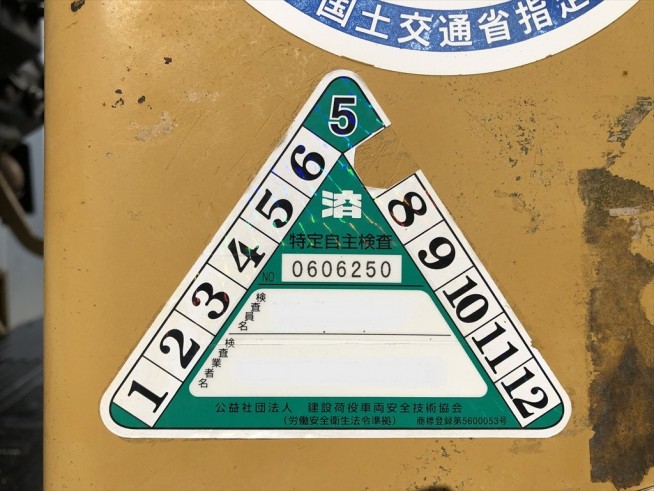 国土交通省指定
5
6
5
4
3
2
1
8
9
10
11
12
済
特定自主検査
NO 0606250
検査員名
検査業者名
公益社団法人 建設荷役車両安全技術協会
(労働安全衛生法令準拠) 商標登録第5600053号